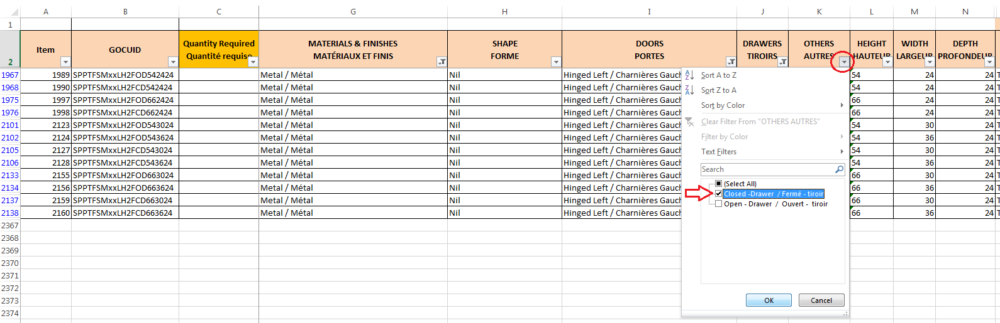 A B C G H I J K L M N
1
Item GOCUID Quantity Required Quantité requise MATERIALS & FINISHES MATÉRIAUX ET FINIS SHAPE FORME DOORS PORTES DRAWERS TIROIRS OTHERS AUTRES HEIGHT HAUTEUR WIDTH LARGEUR DEPTH PROFONDEUR
2
1967 1989 SPPTFSMxxLH2FOD542424 Metal / Métal Nil Hinged Left / Charnières Gauch 54 24 24 T
1968 1990 SPPTFSMxxLH2FCD542424 Metal / Métal Nil Hinged Left / Charnières Gauch 54 24 24 T
1975 1997 SPPTFSMxxLH2FOD662424 Metal / Métal Nil Hinged Left / Charnières Gauch 66 24 24 T
1976 1998 SPPTFSMxxLH2FCD662424 Metal / Métal Nil Hinged Left / Charnières Gauch 66 24 24 T
2101 2123 SPPTFSMxxLH2FOD543024 Metal / Métal Nil Hinged Left / Charnières Gauch 54 30 24 T
2102 2124 SPPTFSMxxLH2FOD543624 Metal / Métal Nil Hinged Left / Charnières Gauch 54 36 24 T
2105 2127 SPPTFSMxxLH2FCD543024 Metal / Métal Nil Hinged Left / Charnières Gauch 54 30 24 T
2106 2128 SPPTFSMxxLH2FCD543624 Metal / Métal Nil Hinged Left / Charnières Gauch 54 36 24 T
2133 2155 SPPTFSMxxLH2FOD663024 Metal / Métal Nil Hinged Left / Charnières Gauch 66 30 24 T
2134 2156 SPPTFSMxxLH2FOD663624 Metal / Métal Nil Hinged Left / Charnières Gauch 66 36 24 T
2137 2159 SPPTFSMxxLH2FCD663024 Metal / Métal Nil Hinged Left / Charnières Gauch 66 30 24 T
2138 2160 SPPTFSMxxLH2FCD663624 Metal / Métal Nil Hinged Left / Charnières Gauch 66 36 24 T
2367
2368
2369
2370
2371
2372
2373
2374
Sort A to Z
Sort Z to A
Sort by Color
Clear Filter From "OTHERS AUTRES"
Filter by Color
Text Filters
Search
(Select All)
Closed -Drawer / Fermé - tiroir
Open - Drawer / Ouvert - tiroir
OK Cancel